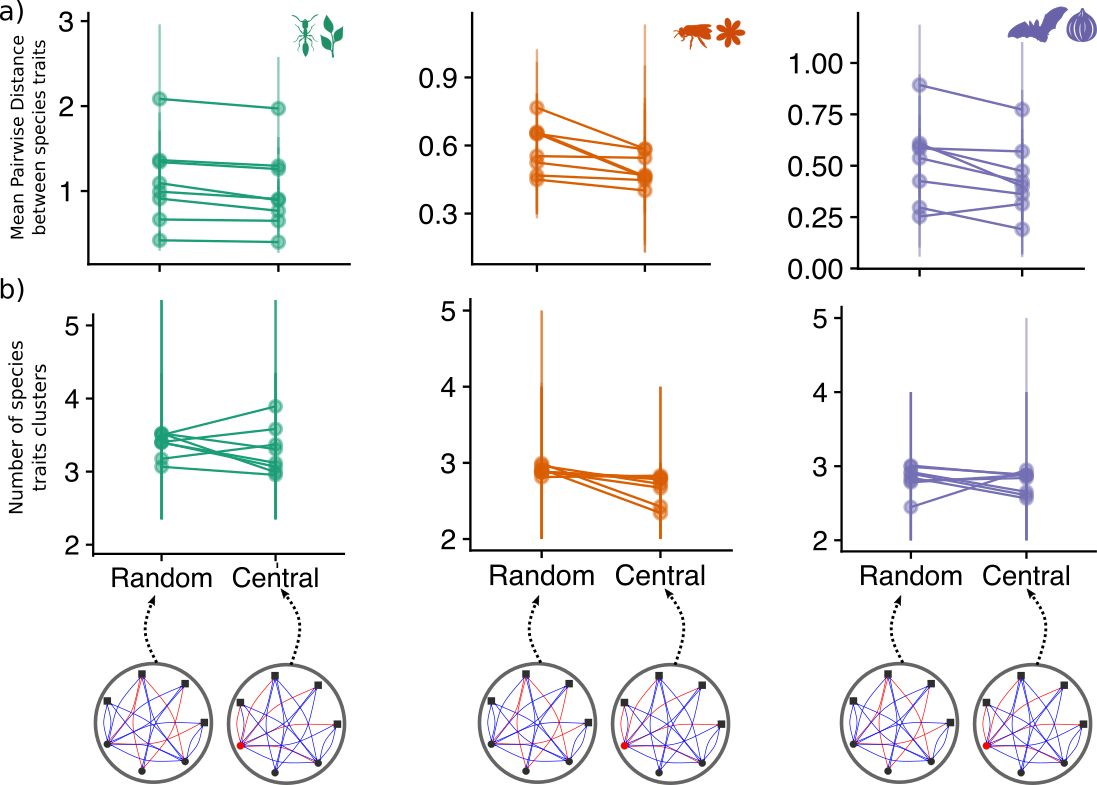 a)
Mean Pairwise Distance
between species traits
3
2
1
0.9
0.6
0.3
1.00
0.75
0.50
0.25
0.00
b)
Number of species
traits clusters
5
4
3
2
5
4
3
2
5
4
3
2
Random Central
Random Central
Random Central